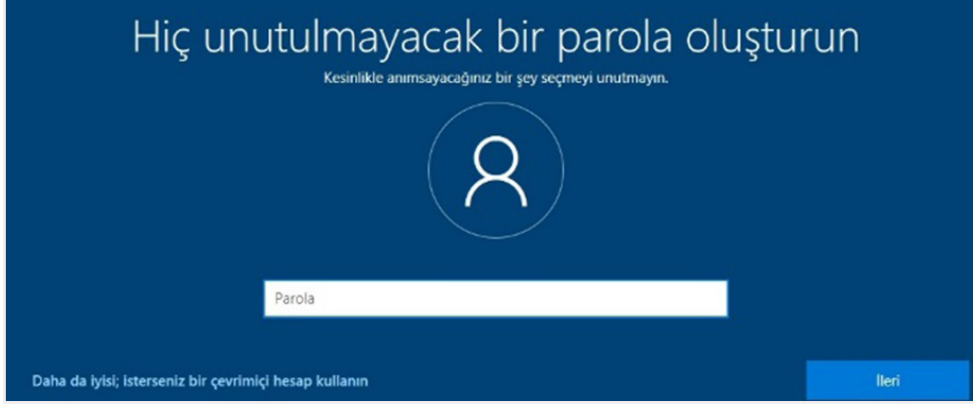 Hiç unutulmayacak bir parola oluşturun
Kesinlikle anımsayacağınız bir şey seçmeyi unutmayın.
Parola
Daha da iyisi; isterseniz bir çevrimiçi hesap kullanın
İleri